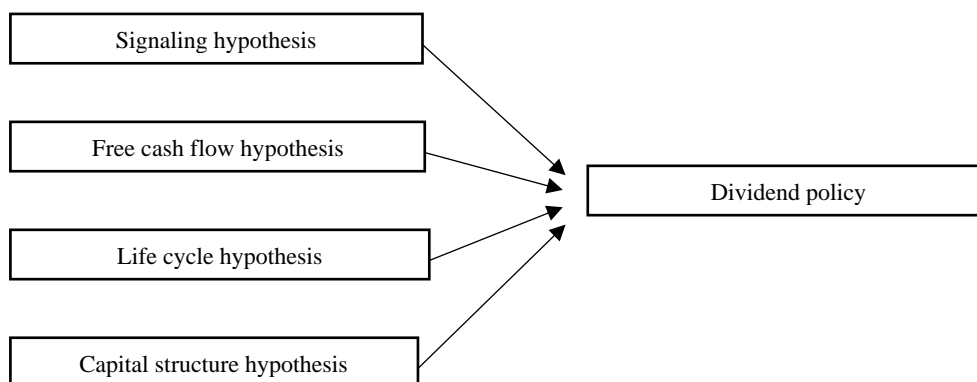 Signaling hypothesis
Free cash flow hypothesis
Dividend policy
Life cycle hypothesis
Capital structure hypothesis